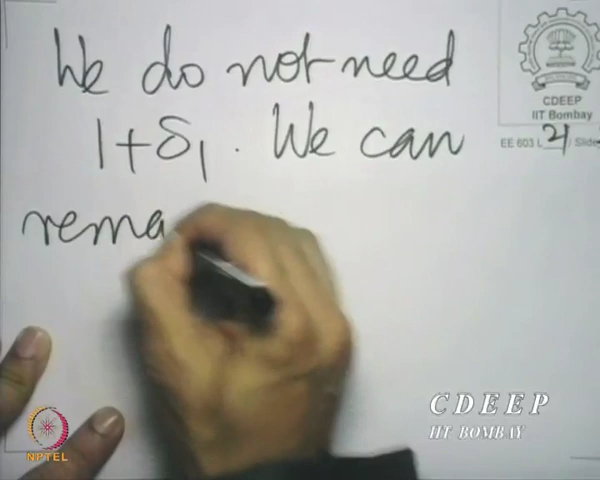 We do not need
1+δ₁. We can
rema
CDEEP
IIT Bombay
EE 603 L 21 / Slide
CDEEP
IIT BOMBAY
NPTEL